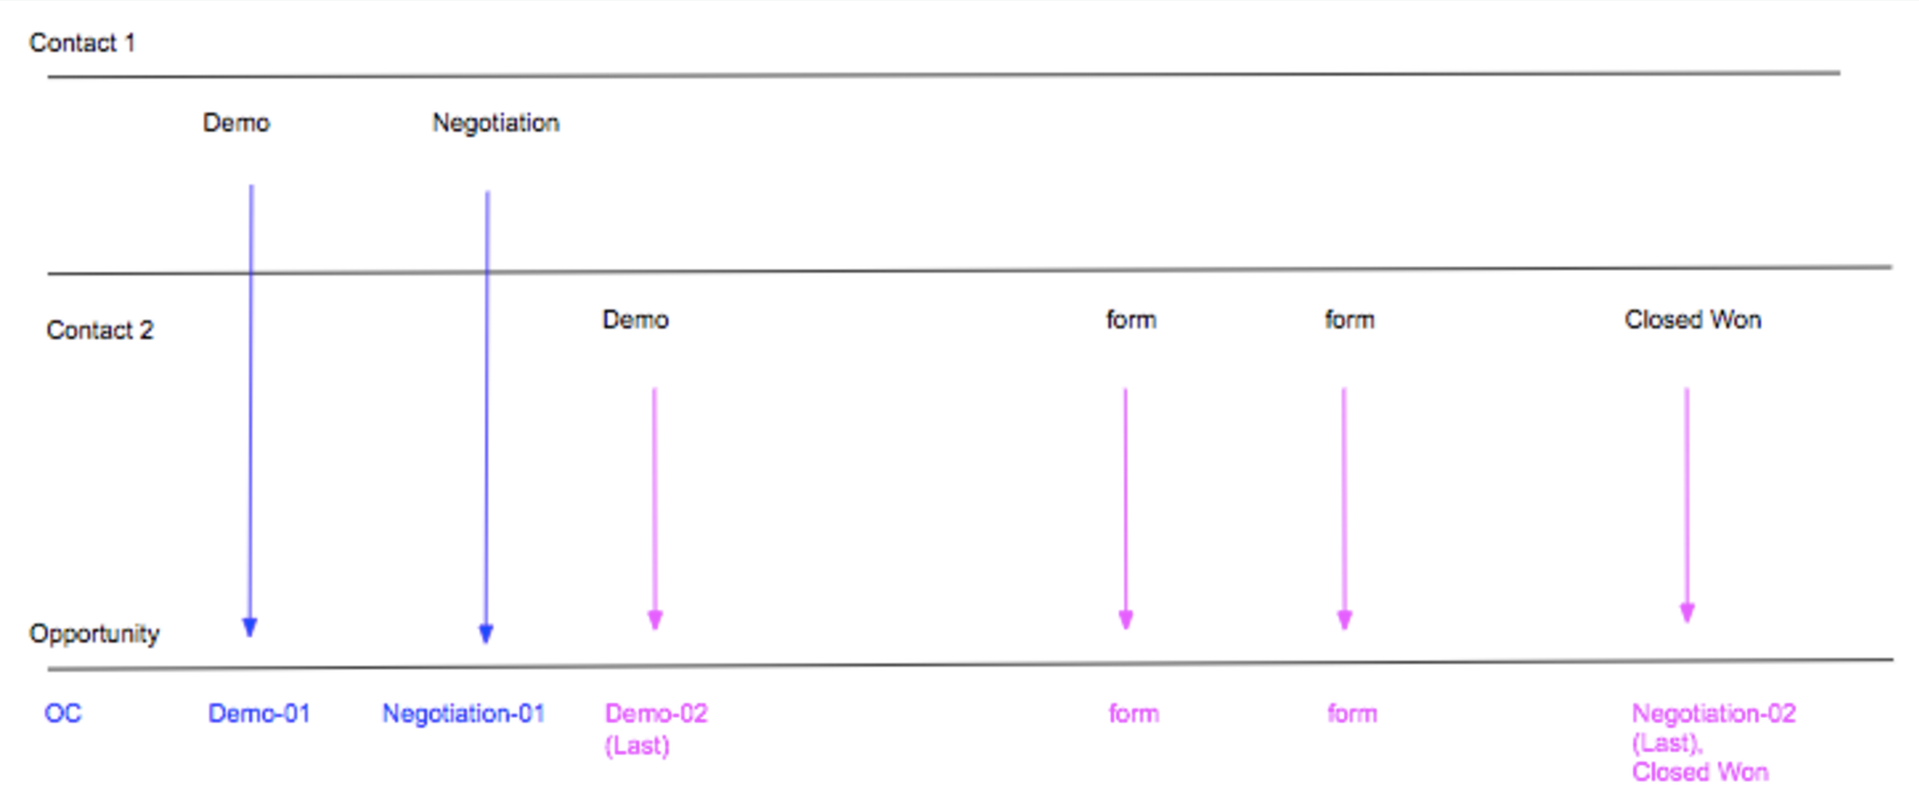 Contact 1
Demo Negotiation
Contact 2
Demo form form Closed Won
Opportunity
OC Demo-01 Negotiation-01 Demo-02 form form Negotiation-02
(Last) (Last),
Closed Won